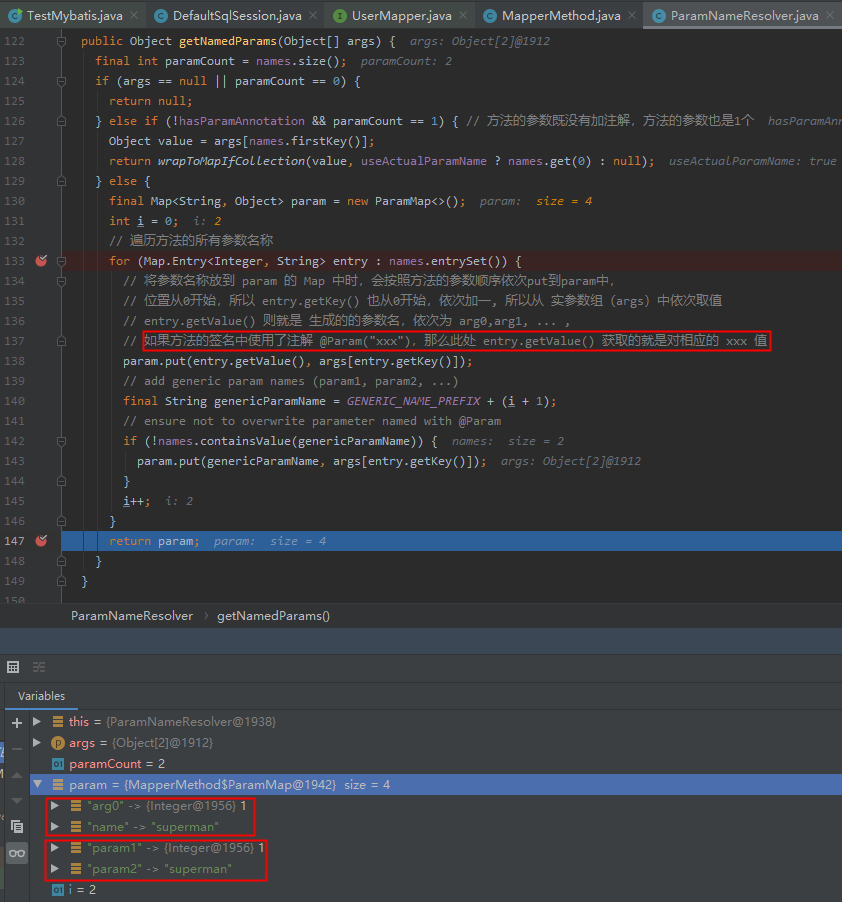 TestMybatis.java × DefaultSqlSession.java × UserMapper.java × MapperMethod.java × ParamNameResolver.java ×
122 public Object getNamedParams(Object[] args) { args: Object[2]@1912
123 final int paramCount = names.size(); paramCount: 2
124 if (args == null || paramCount == 0) {
125 return null;
126 } else if (!hasParamAnnotation && paramCount == 1) { // 方法的参数既没有加注解，方法的参数也是1个 hasParamAnn
127 Object value = args[names.firstKey()];
128 return wrapToMapIfCollection(value, useActualParamName ? names.get(0) : null); useActualParamName: true
129 } else {
130 final Map<String, Object> param = new ParamMap<>(); param: size = 4
131 int i = 0; i: 2
132 // 遍历方法的所有参数名称
133 for (Map.Entry<Integer, String> entry : names.entrySet()) {
134 // 将参数名称放到 param 的 Map 中时，会按照方法的参数顺序依次put到param中，
135 // 位置从0开始，所以 entry.getKey() 也从0开始，依次加一, 所以从 实参数组（args）中依次取值
136 // entry.getValue() 则就是 生成的的参数名，依次为 arg0,arg1, ... ,
137 // 如果方法的签名中使用了注解 @Param("xxx")，那么此处 entry.getValue() 获取的就是对相应的 xxx 值
138 param.put(entry.getValue(), args[entry.getKey()]);
139 // add generic param names (param1, param2, ...)
140 final String genericParamName = GENERIC_NAME_PREFIX + (i + 1);
141 // ensure not to overwrite parameter named with @Param
142 if (!names.containsValue(genericParamName)) { names: size = 2
143 param.put(genericParamName, args[entry.getKey()]); args: Object[2]@1912
144 }
145 i++; i: 2
146 }
147 return param; param: size = 4
148 }
149 }
150
ParamNameResolver › getNamedParams()
Variables
this = {ParamNameResolver@1938}
args = {Object[2]@1912}
paramCount = 2
param = {MapperMethod$ParamMap@1942} size = 4
"arg0" -> {Integer@1956} 1
"name" -> "superman"
"param1" -> {Integer@1956} 1
"param2" -> "superman"
i = 2